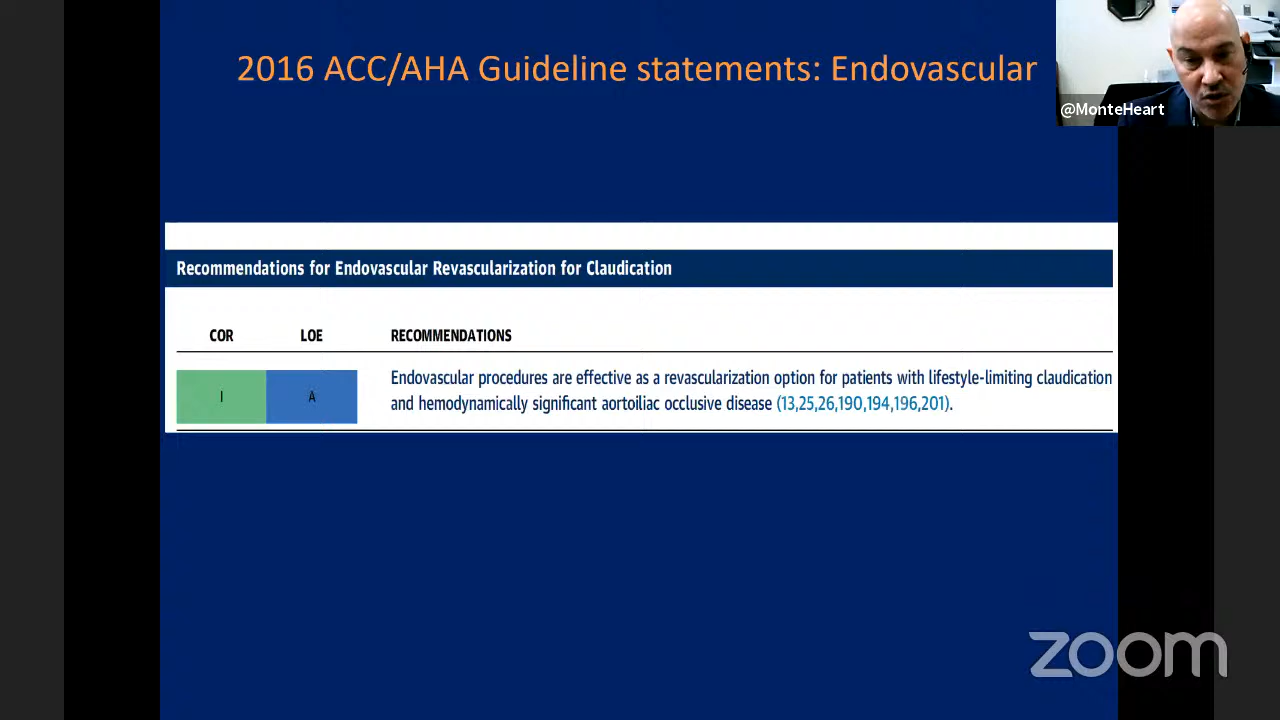 2016 ACC/AHA Guideline statements: Endovascular
@MonteHeart
Recommendations for Endovascular Revascularization for Claudication
COR LOE RECOMMENDATIONS
I A Endovascular procedures are effective as a revascularization option for patients with lifestyle-limiting claudication
and hemodynamically significant aortoiliac occlusive disease (13,25,26,190,194,196,201).
zoom